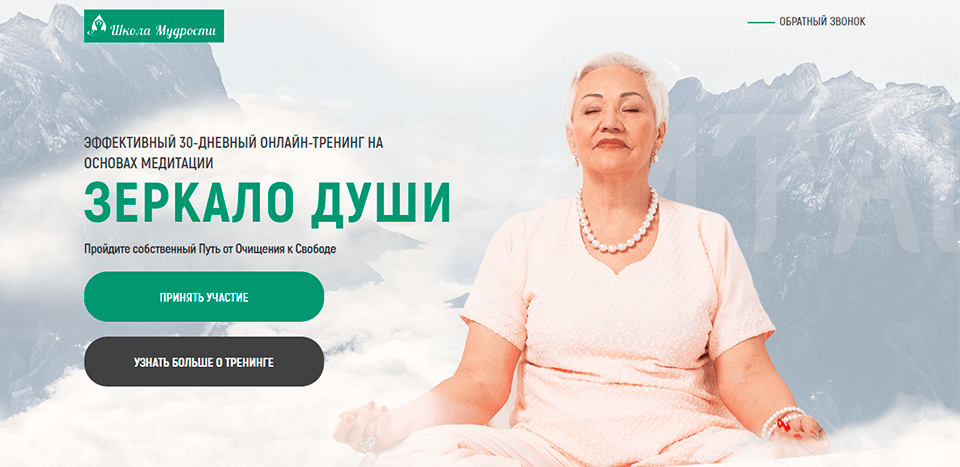 Школа Мудрости
ОБРАТНЫЙ ЗВОНОК
ЭФФЕКТИВНЫЙ 30-ДНЕВНЫЙ ОНЛАЙН-ТРЕНИНГ НА
ОСНОВАХ МЕДИТАЦИИ
ЗЕРКАЛО ДУШИ
Пройдите собственный Путь от Очищения к Свободе
ПРИНЯТЬ УЧАСТИЕ
УЗНАТЬ БОЛЬШЕ О ТРЕНИНГЕ